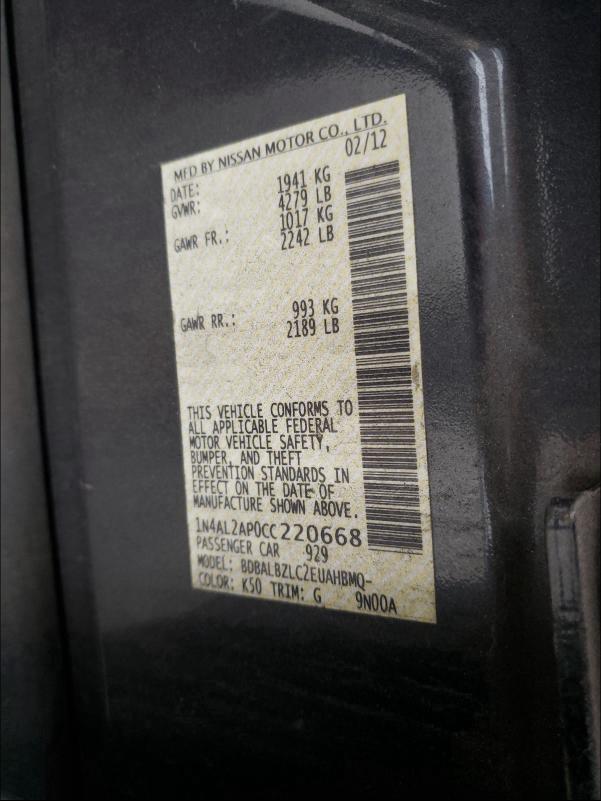 MFD BY NISSAN MOTOR CO., LTD.
DATE: 02/12
GVWR: 1941 KG
4279 LB
GAWR FR.: 1017 KG
2242 LB
GAWR RR.: 993 KG
2189 LB
THIS VEHICLE CONFORMS TO
ALL APPLICABLE FEDERAL
MOTOR VEHICLE SAFETY,
BUMPER, AND THEFT
PREVENTION STANDARDS IN
EFFECT ON THE DATE OF
MANUFACTURE SHOWN ABOVE.
1N4AL2AP0CC220668
PASSENGER CAR 929
MODEL: BDBALBZLC2EUAHBMQ-
COLOR: K50 TRIM: G 9N00A